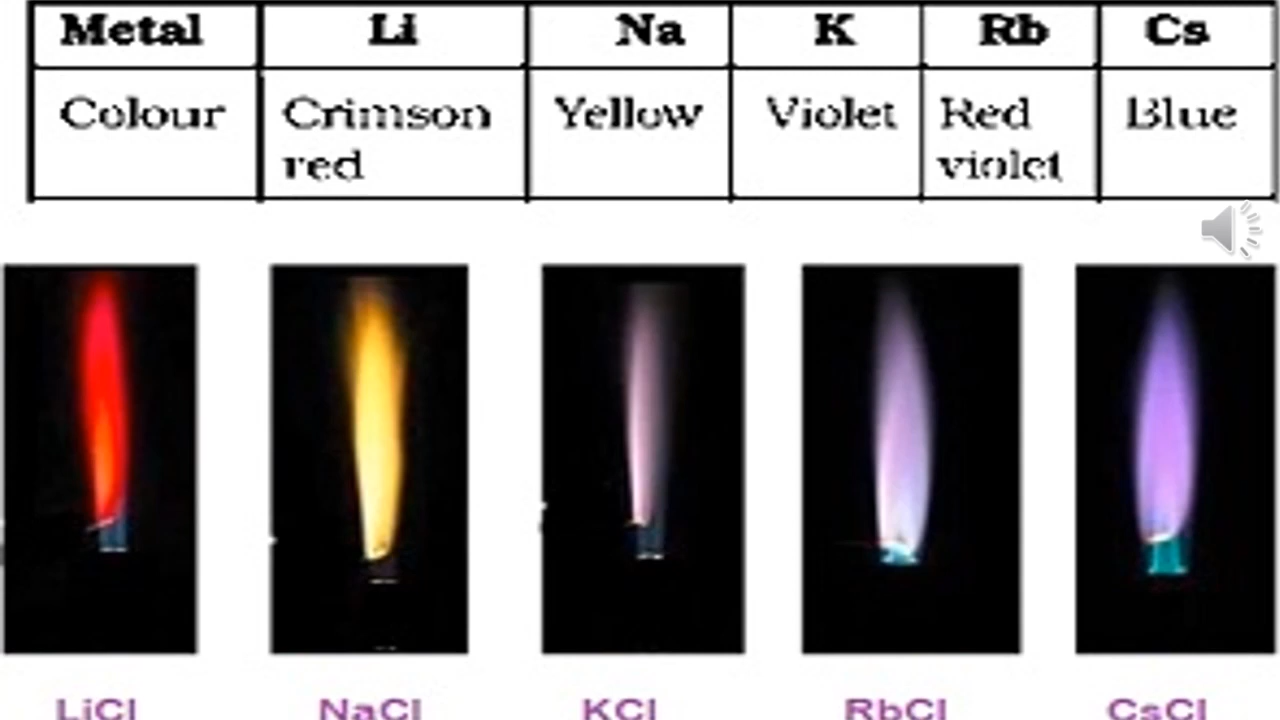 Metal Li Na K Rb Cs
Colour Crimson red Yellow Violet Red violet Blue
LiCl NaCl KCl RbCl CsCl